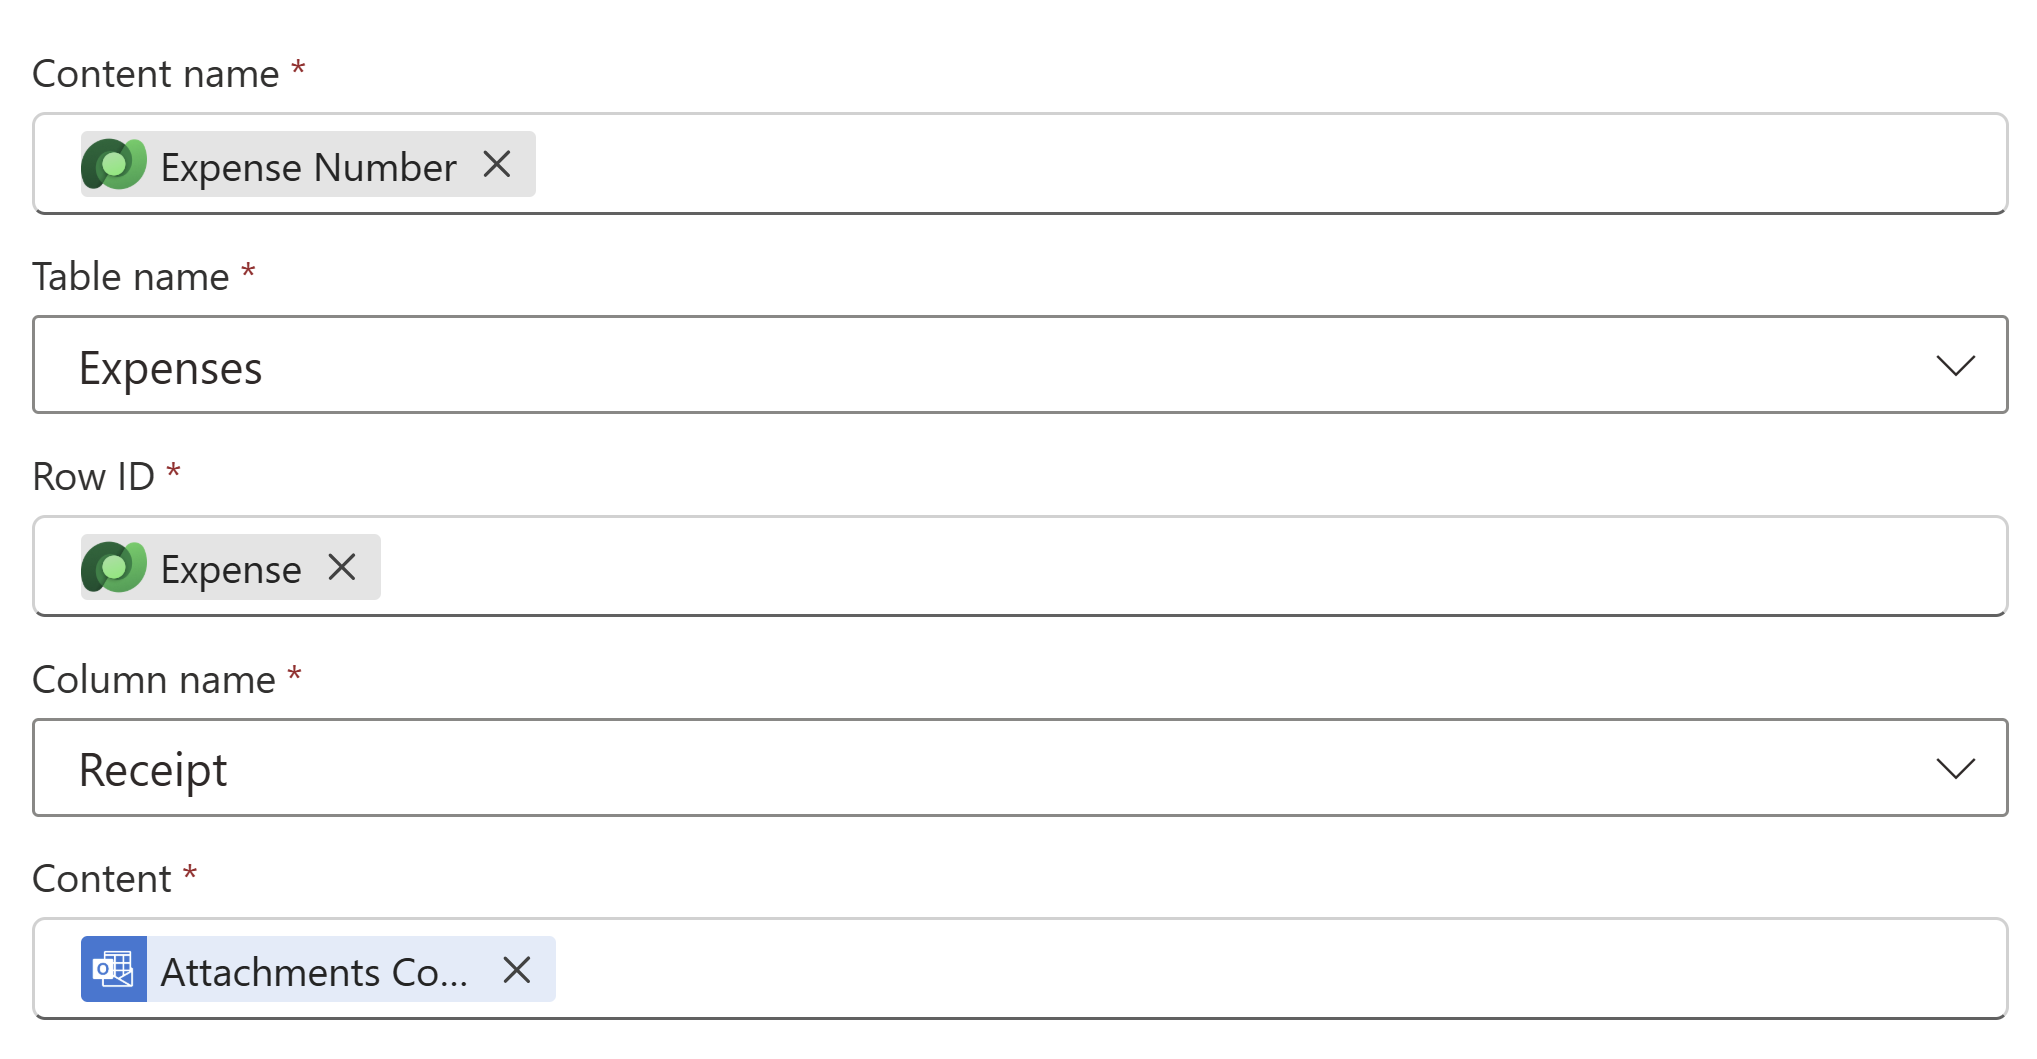 Content name *
Expense Number
Table name *
Expenses
Row ID *
Expense
Column name *
Receipt
Content *
Attachments Co...